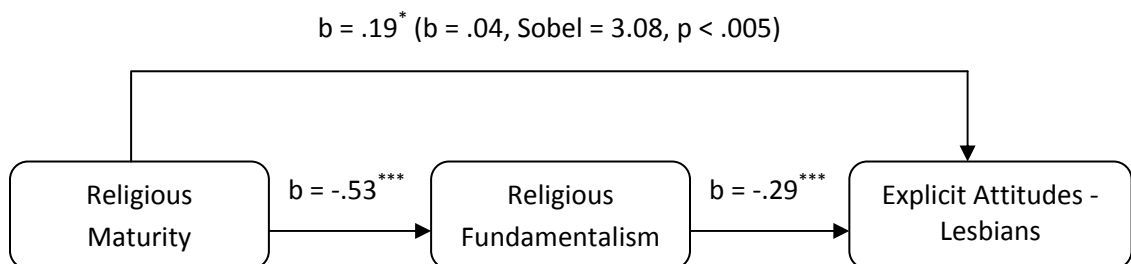 b = .19* (b = .04, Sobel = 3.08, p < .005)
Religious
Maturity
b = -.53***
Religious
Fundamentalism
b = -.29***
Explicit Attitudes -
Lesbians